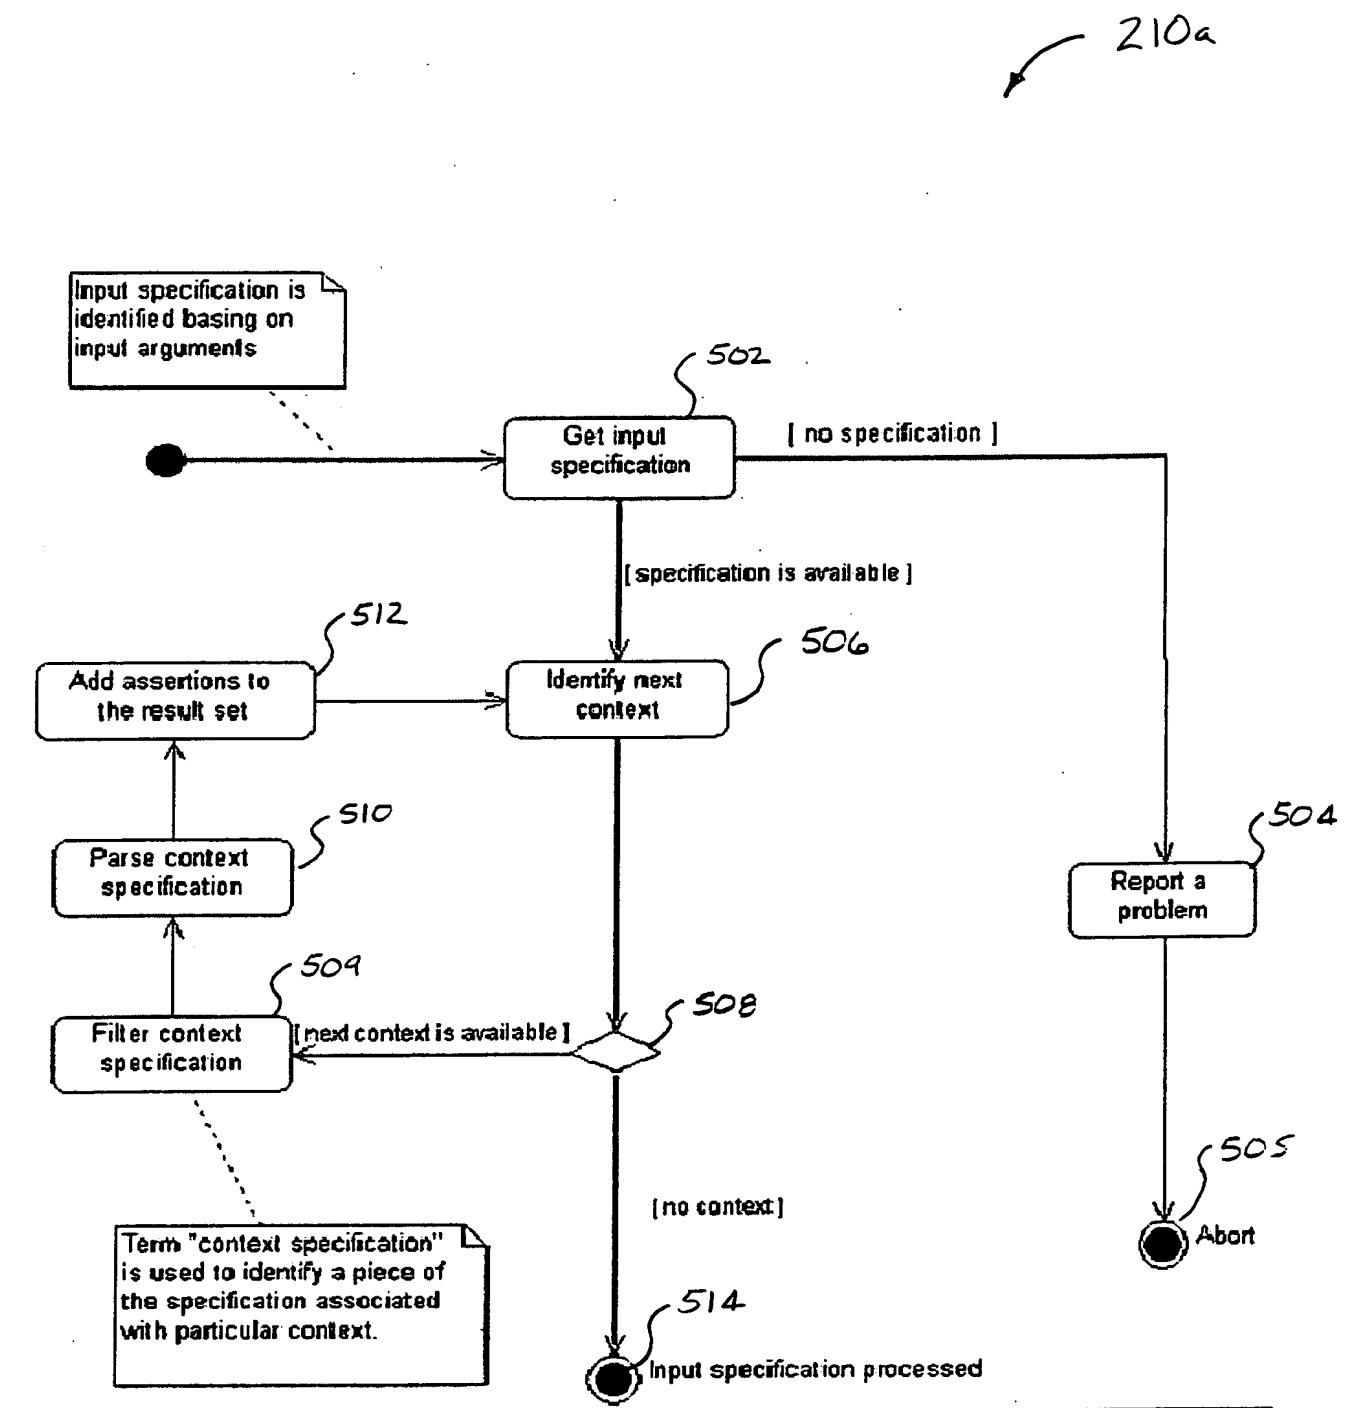 210a
Input specification is
identified basing on
input arguments
502
Get input
specification
[ no specification ]
[ specification is available ]
512
506
Add assertions to
the result set
Identify next
context
510
504
Parse context
specification
Report a
problem
509
508
Filter context
specification
[next context is available]
505
Abort
[no context]
Term "context specification"
is used to identify a piece of
the specification associated
with particular context.
514
Input specification processed